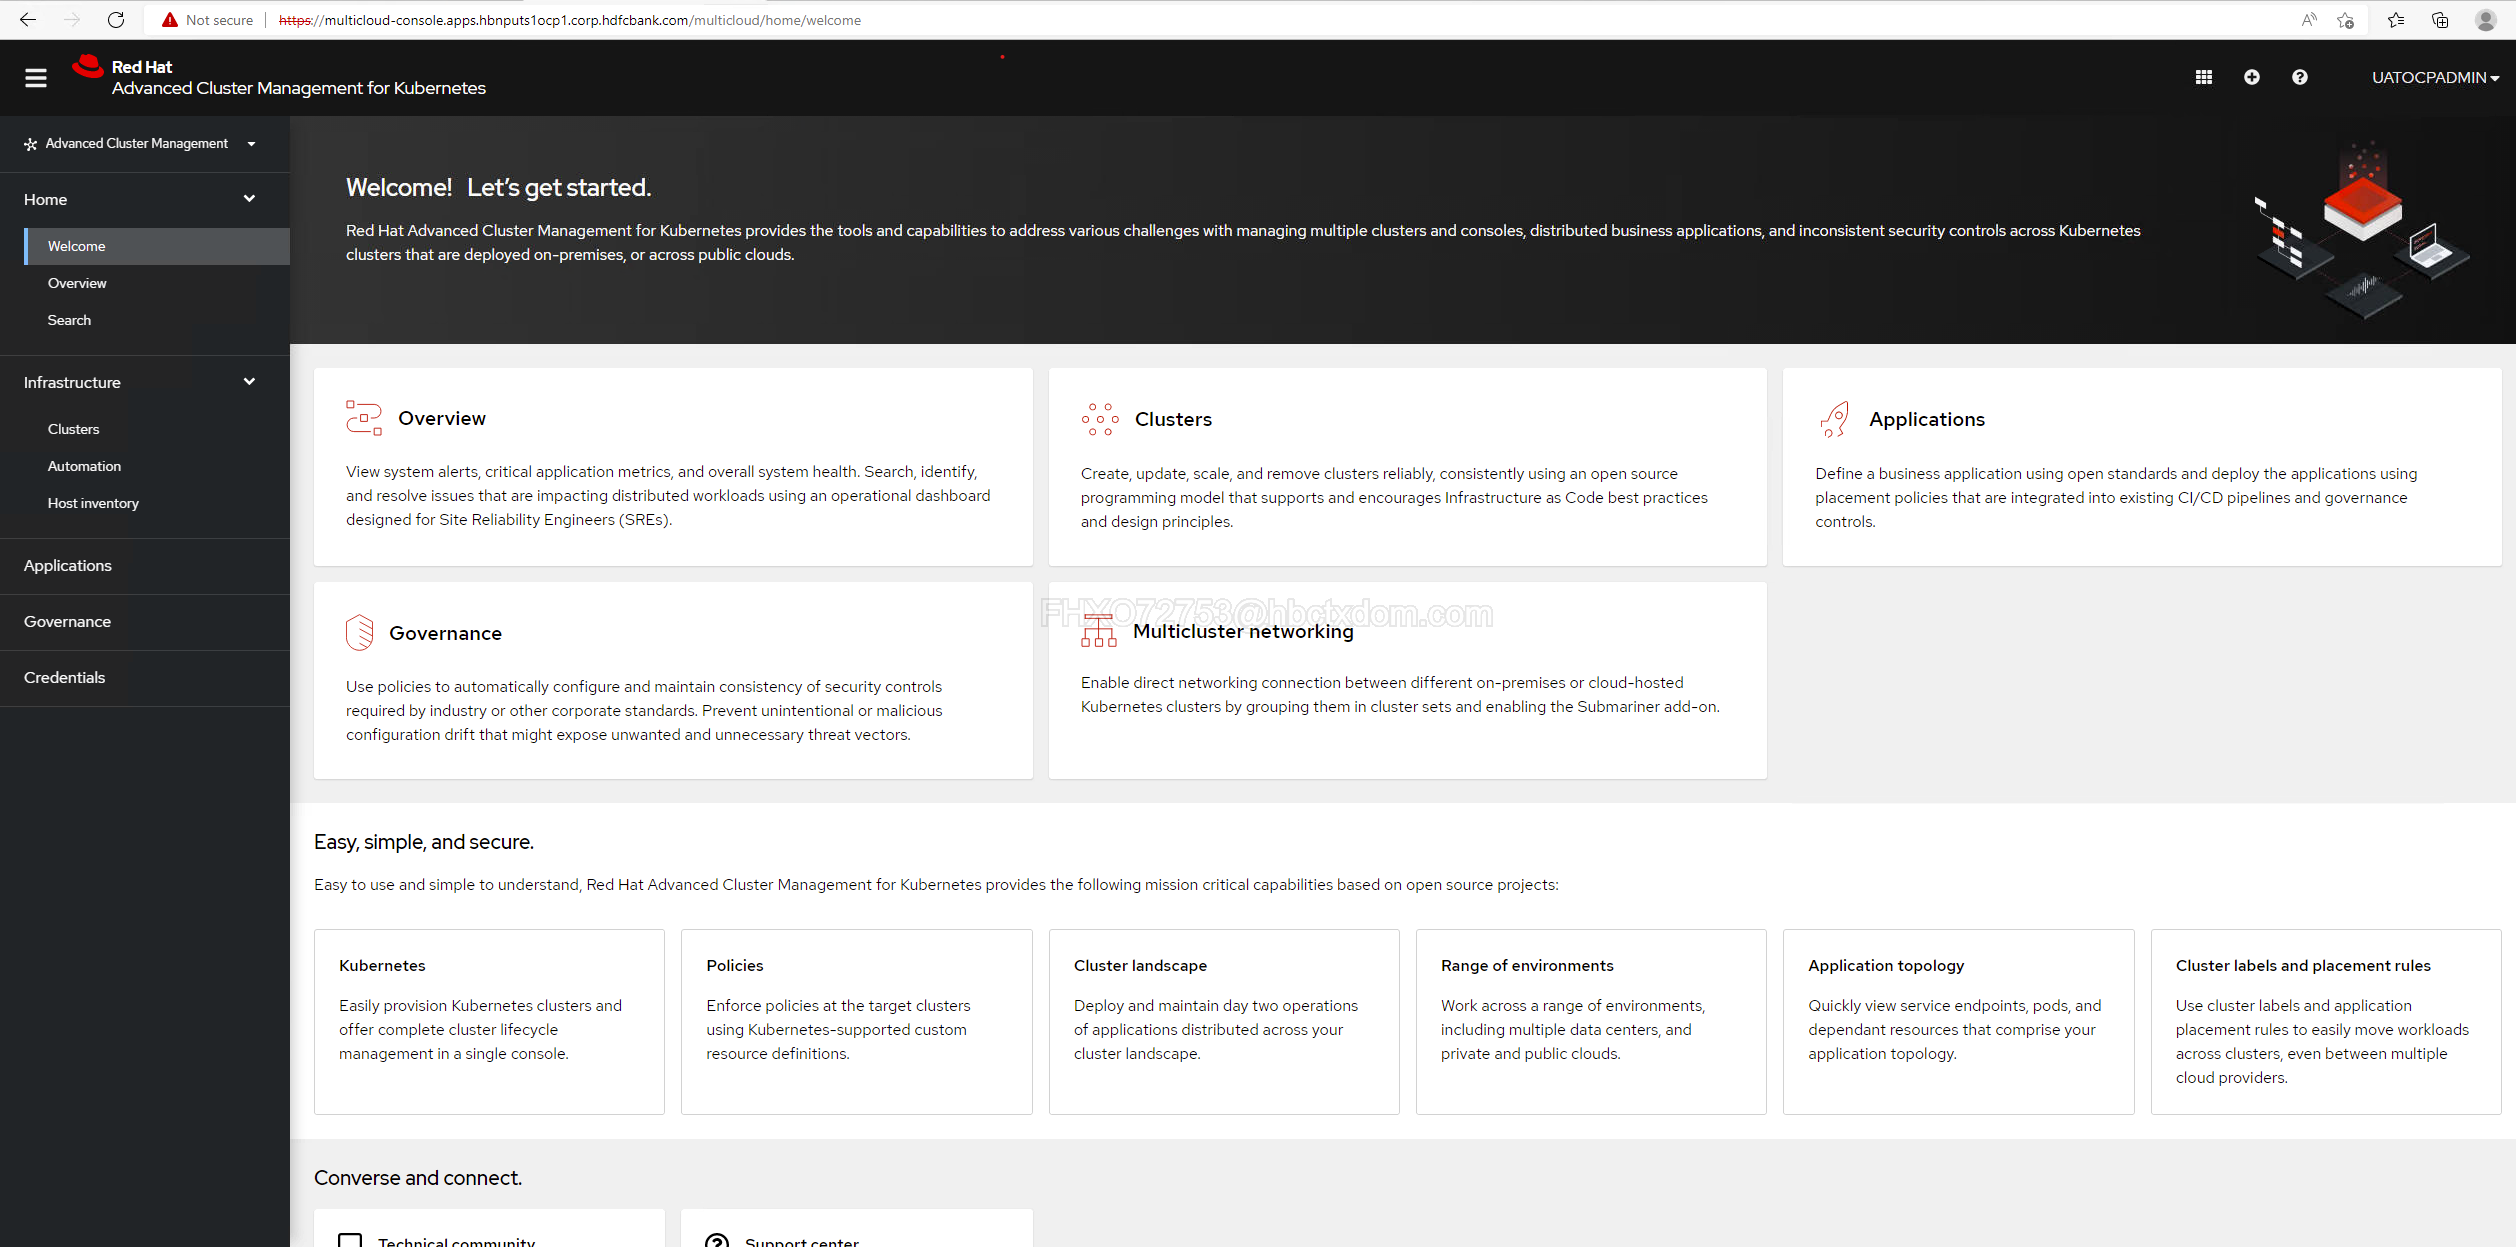 Not secure
https://multicloud-console.apps.hbnputs1ocp1.corp.hdfcbank.com/multicloud/home/welcome
Red Hat
Advanced Cluster Management for Kubernetes
UATOCPADMIN
Advanced Cluster Management
Home
Welcome
Overview
Search
Infrastructure
Clusters
Automation
Host inventory
Applications
Governance
Credentials
Welcome! Let's get started.
Red Hat Advanced Cluster Management for Kubernetes provides the tools and capabilities to address various challenges with managing multiple clusters and consoles, distributed business applications, and inconsistent security controls across Kubernetes
clusters that are deployed on-premises, or across public clouds.
Overview
View system alerts, critical application metrics, and overall system health. Search, identify,
and resolve issues that are impacting distributed workloads using an operational dashboard
designed for Site Reliability Engineers (SREs).
Clusters
Create, update, scale, and remove clusters reliably, consistently using an open source
programming model that supports and encourages Infrastructure as Code best practices
and design principles.
Applications
Define a business application using open standards and deploy the applications using
placement policies that are integrated into existing CI/CD pipelines and governance
controls.
Governance
Use policies to automatically configure and maintain consistency of security controls
required by industry or other corporate standards. Prevent unintentional or malicious
configuration drift that might expose unwanted and unnecessary threat vectors.
FHXO72753@hbctxdom.com
Multicluster networking
Enable direct networking connection between different on-premises or cloud-hosted
Kubernetes clusters by grouping them in cluster sets and enabling the Submariner add-on.
Easy, simple, and secure.
Easy to use and simple to understand, Red Hat Advanced Cluster Management for Kubernetes provides the following mission critical capabilities based on open source projects:
Kubernetes
Easily provision Kubernetes clusters and
offer complete cluster lifecycle
management in a single console.
Policies
Enforce policies at the target clusters
using Kubernetes-supported custom
resource definitions.
Cluster landscape
Deploy and maintain day two operations
of applications distributed across your
cluster landscape.
Range of environments
Work across a range of environments,
including multiple data centers, and
private and public clouds.
Application topology
Quickly view service endpoints, pods, and
dependant resources that comprise your
application topology.
Cluster labels and placement rules
Use cluster labels and application
placement rules to easily move workloads
across clusters, even between multiple
cloud providers.
Converse and connect.
Technical community
Support center